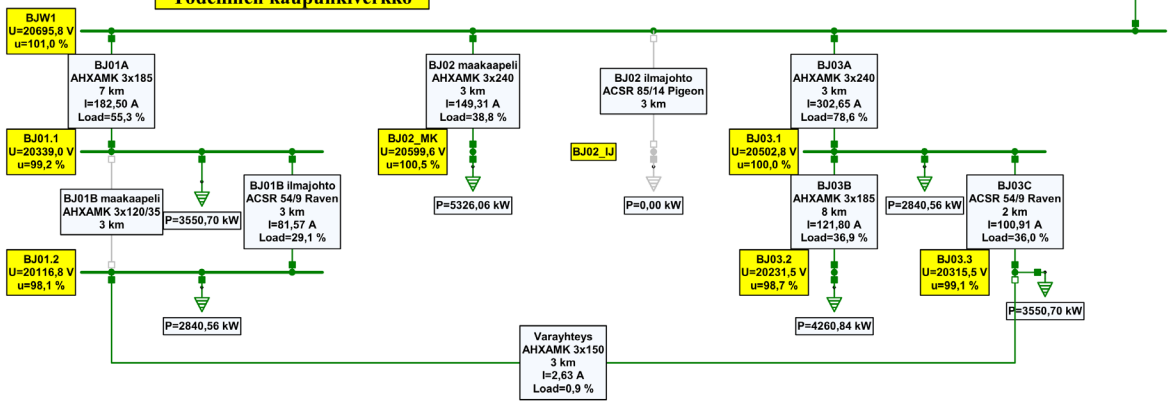 Todellinen kaupunkiverkko
BJW1
U=20695,8 V
u=101,0 %
BJ01A
AHXAMK 3x185
7 km
I=182,50 A
Load=55,3 %
BJ02 maakaapeli
AHXAMK 3x240
3 km
I=149,31 A
Load=38,8 %
BJ02 ilmajohto
ACSR 85/14 Pigeon
3 km
BJ03A
AHXAMK 3x240
3 km
I=302,65 A
Load=78,6 %
BJ01.1
U=20339,0 V
u=99,2 %
BJ02_MK
U=20599,6 V
u=100,5 %
BJ02_IJ
BJ03.1
U=20502,8 V
u=100,0 %
BJ01B maakaapeli
AHXAMK 3x120/35
3 km
P=3550,70 kW
BJ01B ilmajohto
ACSR 54/9 Raven
3 km
I=81,57 A
Load=29,1 %
P=5326,06 kW
P=0,00 kW
BJ03B
AHXAMK 3x185
8 km
I=121,80 A
Load=36,9 %
P=2840,56 kW
BJ03C
ACSR 54/9 Raven
2 km
I=100,91 A
Load=36,0 %
BJ01.2
U=20116,8 V
u=98,1 %
BJ03.2
U=20231,5 V
u=98,7 %
BJ03.3
U=20315,5 V
u=99,1 %
P=2840,56 kW
P=4260,84 kW
P=3550,70 kW
Varayhteys
AHXAMK 3x150
3 km
I=2,63 A
Load=0,9 %